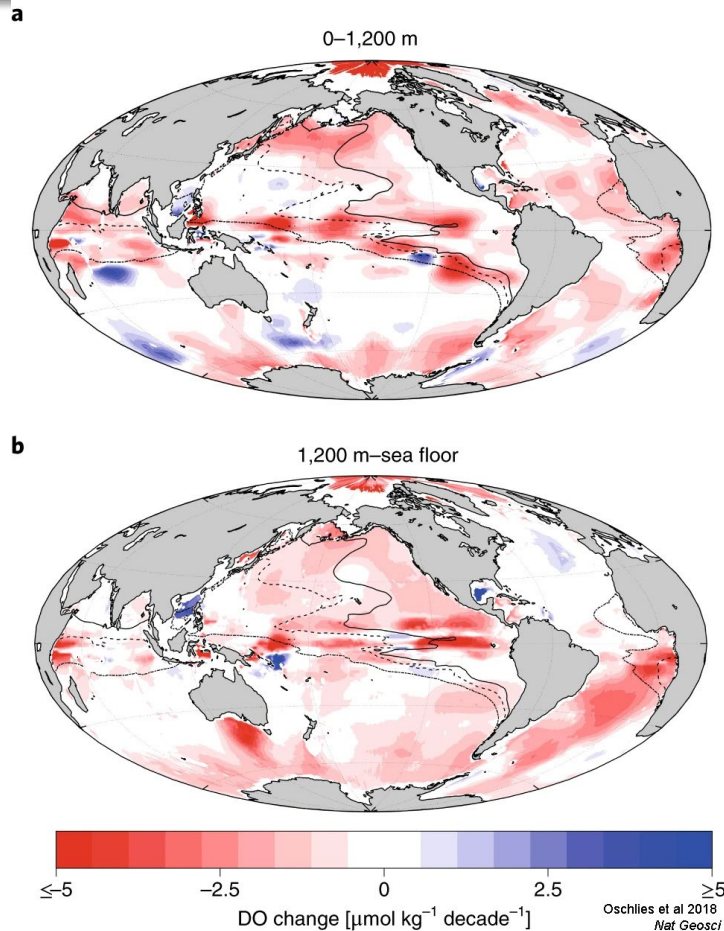 a
0–1,200 m
b
1,200 m–sea floor
≤–5
–2.5
0
2.5
≥5
DO change [μmol kg⁻¹ decade⁻¹]
Oschlies et al 2018
Nat Geosci